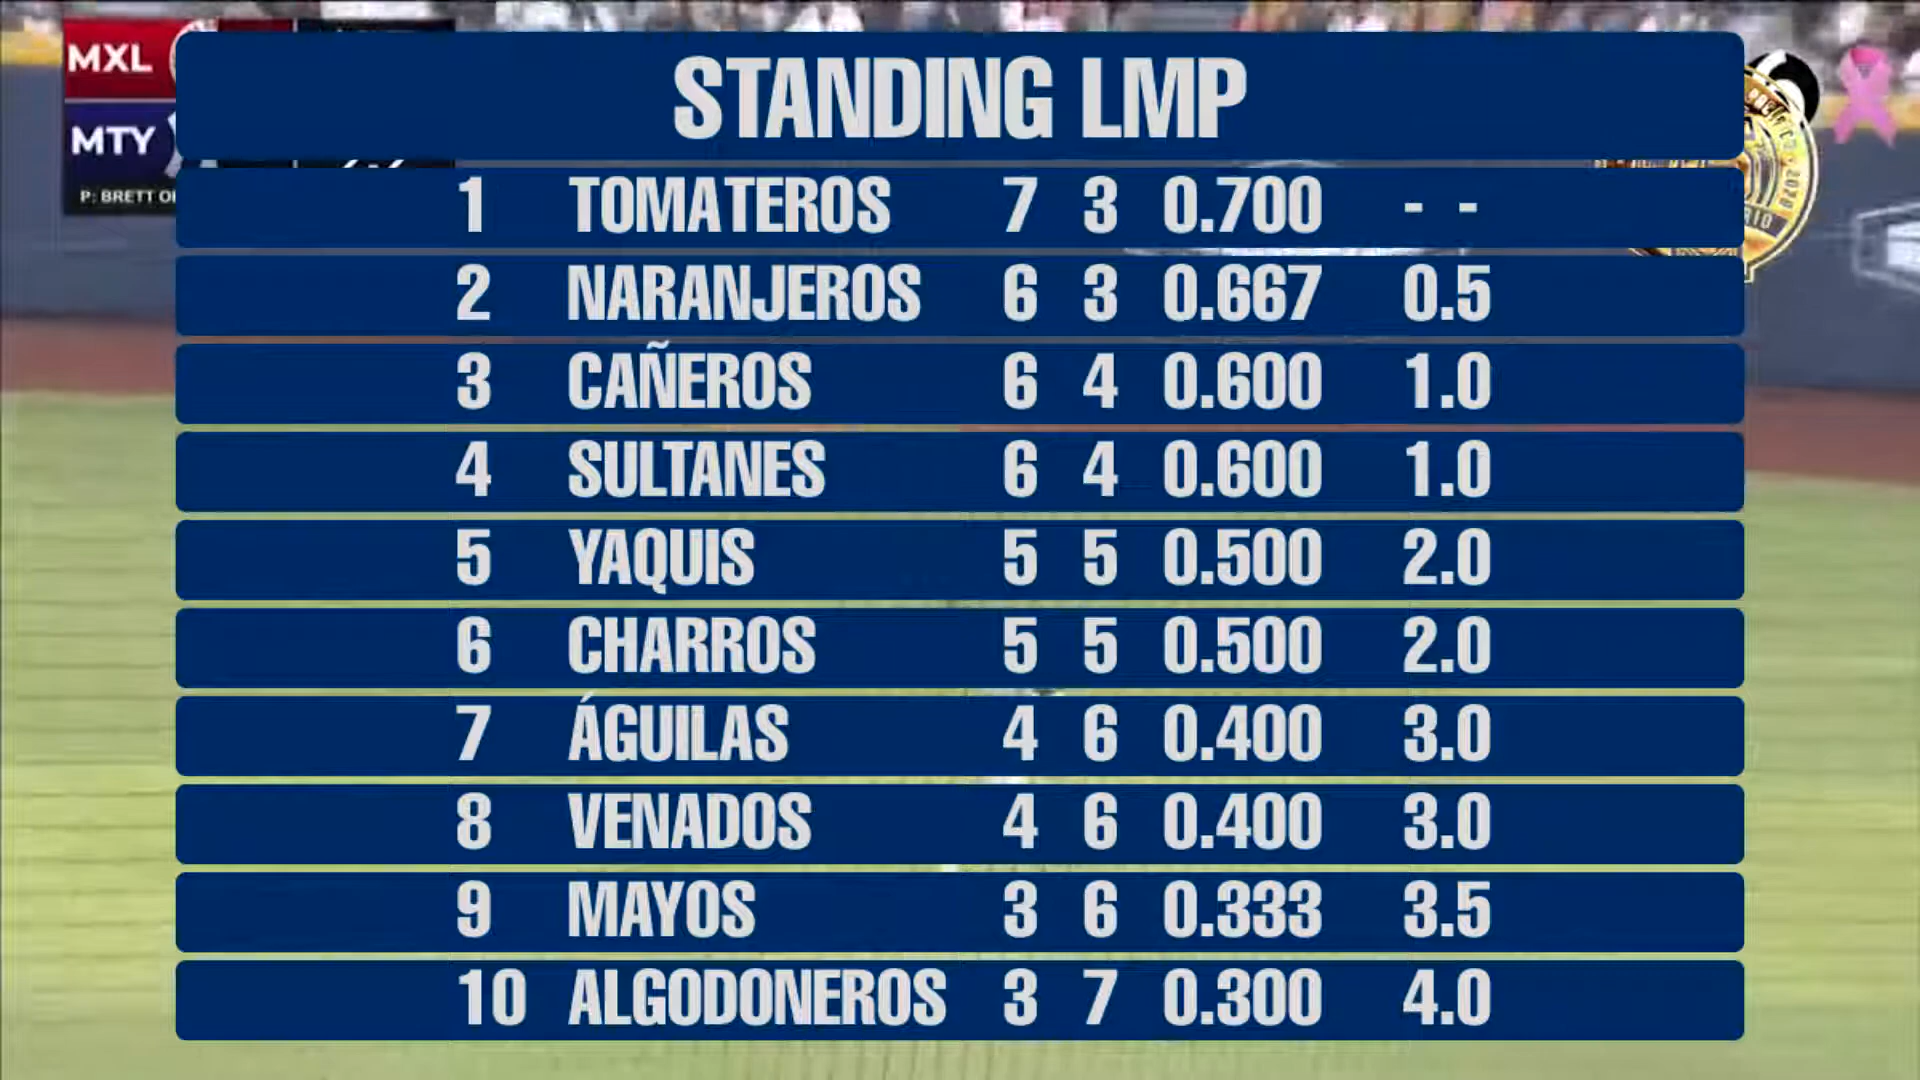 MXL
MTY
P: BRETT
STANDING LMP
1 TOMATEROS 7 3 0.700 - -
2 NARANJEROS 6 3 0.667 0.5
3 CAÑEROS 6 4 0.600 1.0
4 SULTANES 6 4 0.600 1.0
5 YAQUIS 5 5 0.500 2.0
6 CHARROS 5 5 0.500 2.0
7 ÁGUILAS 4 6 0.400 3.0
8 VENADOS 4 6 0.400 3.0
9 MAYOS 3 6 0.333 3.5
10 ALGODONEROS 3 7 0.300 4.0